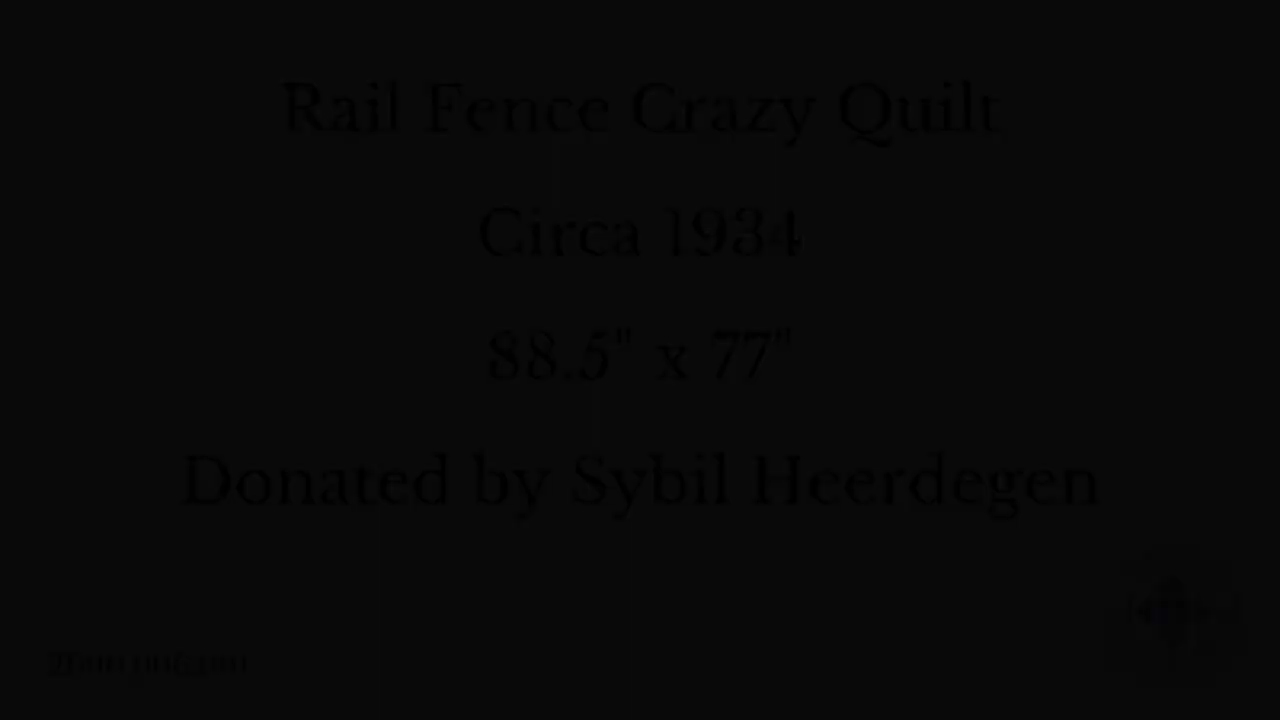 Rail Fence Crazy Quilt
Circa 1934
88.5" x 77"
Donated by Sybil Heerdegen